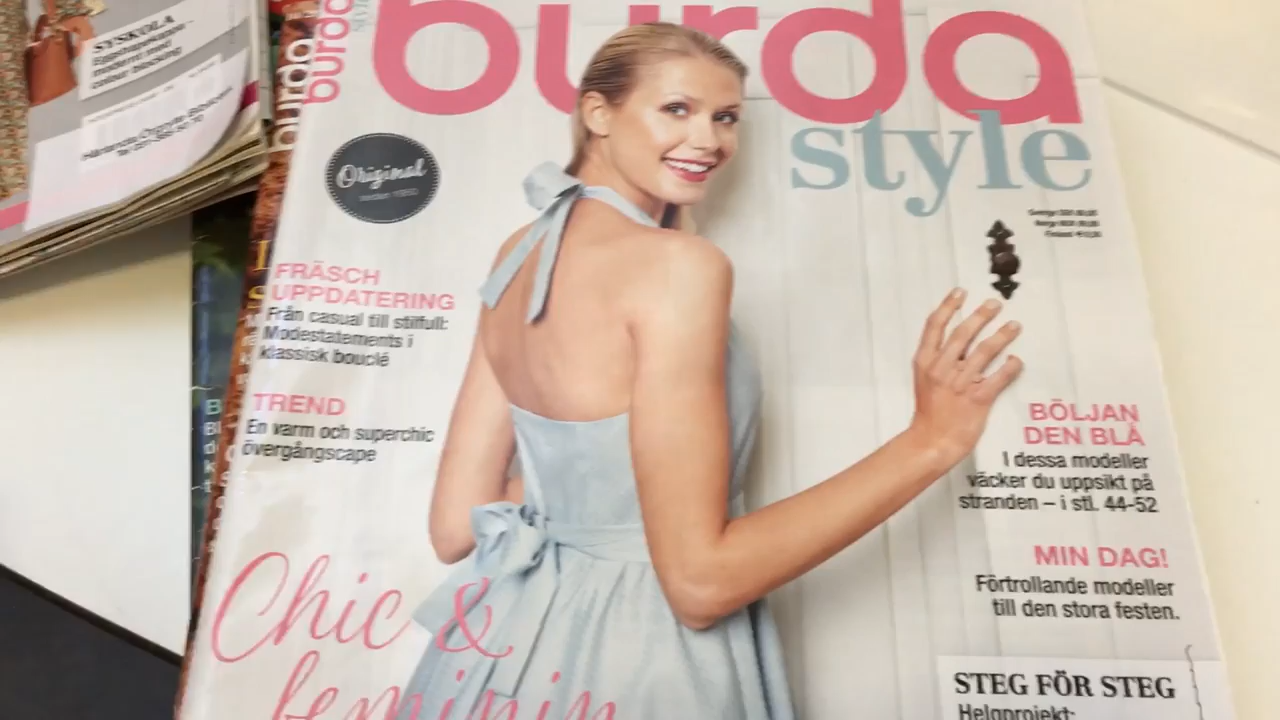 SYSKOLA
burda
burda
burda
style
Original
FRÄSCH
UPPDATERING
Från casual till stilfull:
Modestatements i
klassisk bouclé
TREND
En varm och superchic
övergångscape
BÖLJAN
DEN BLÅ
I dessa modeller
väcker du uppsikt på
stranden – i stl. 44-52
MIN DAG!
Förtrollande modeller
till den stora festen.
Chic &
feminin
STEG FÖR STEG
Helgprojekt: